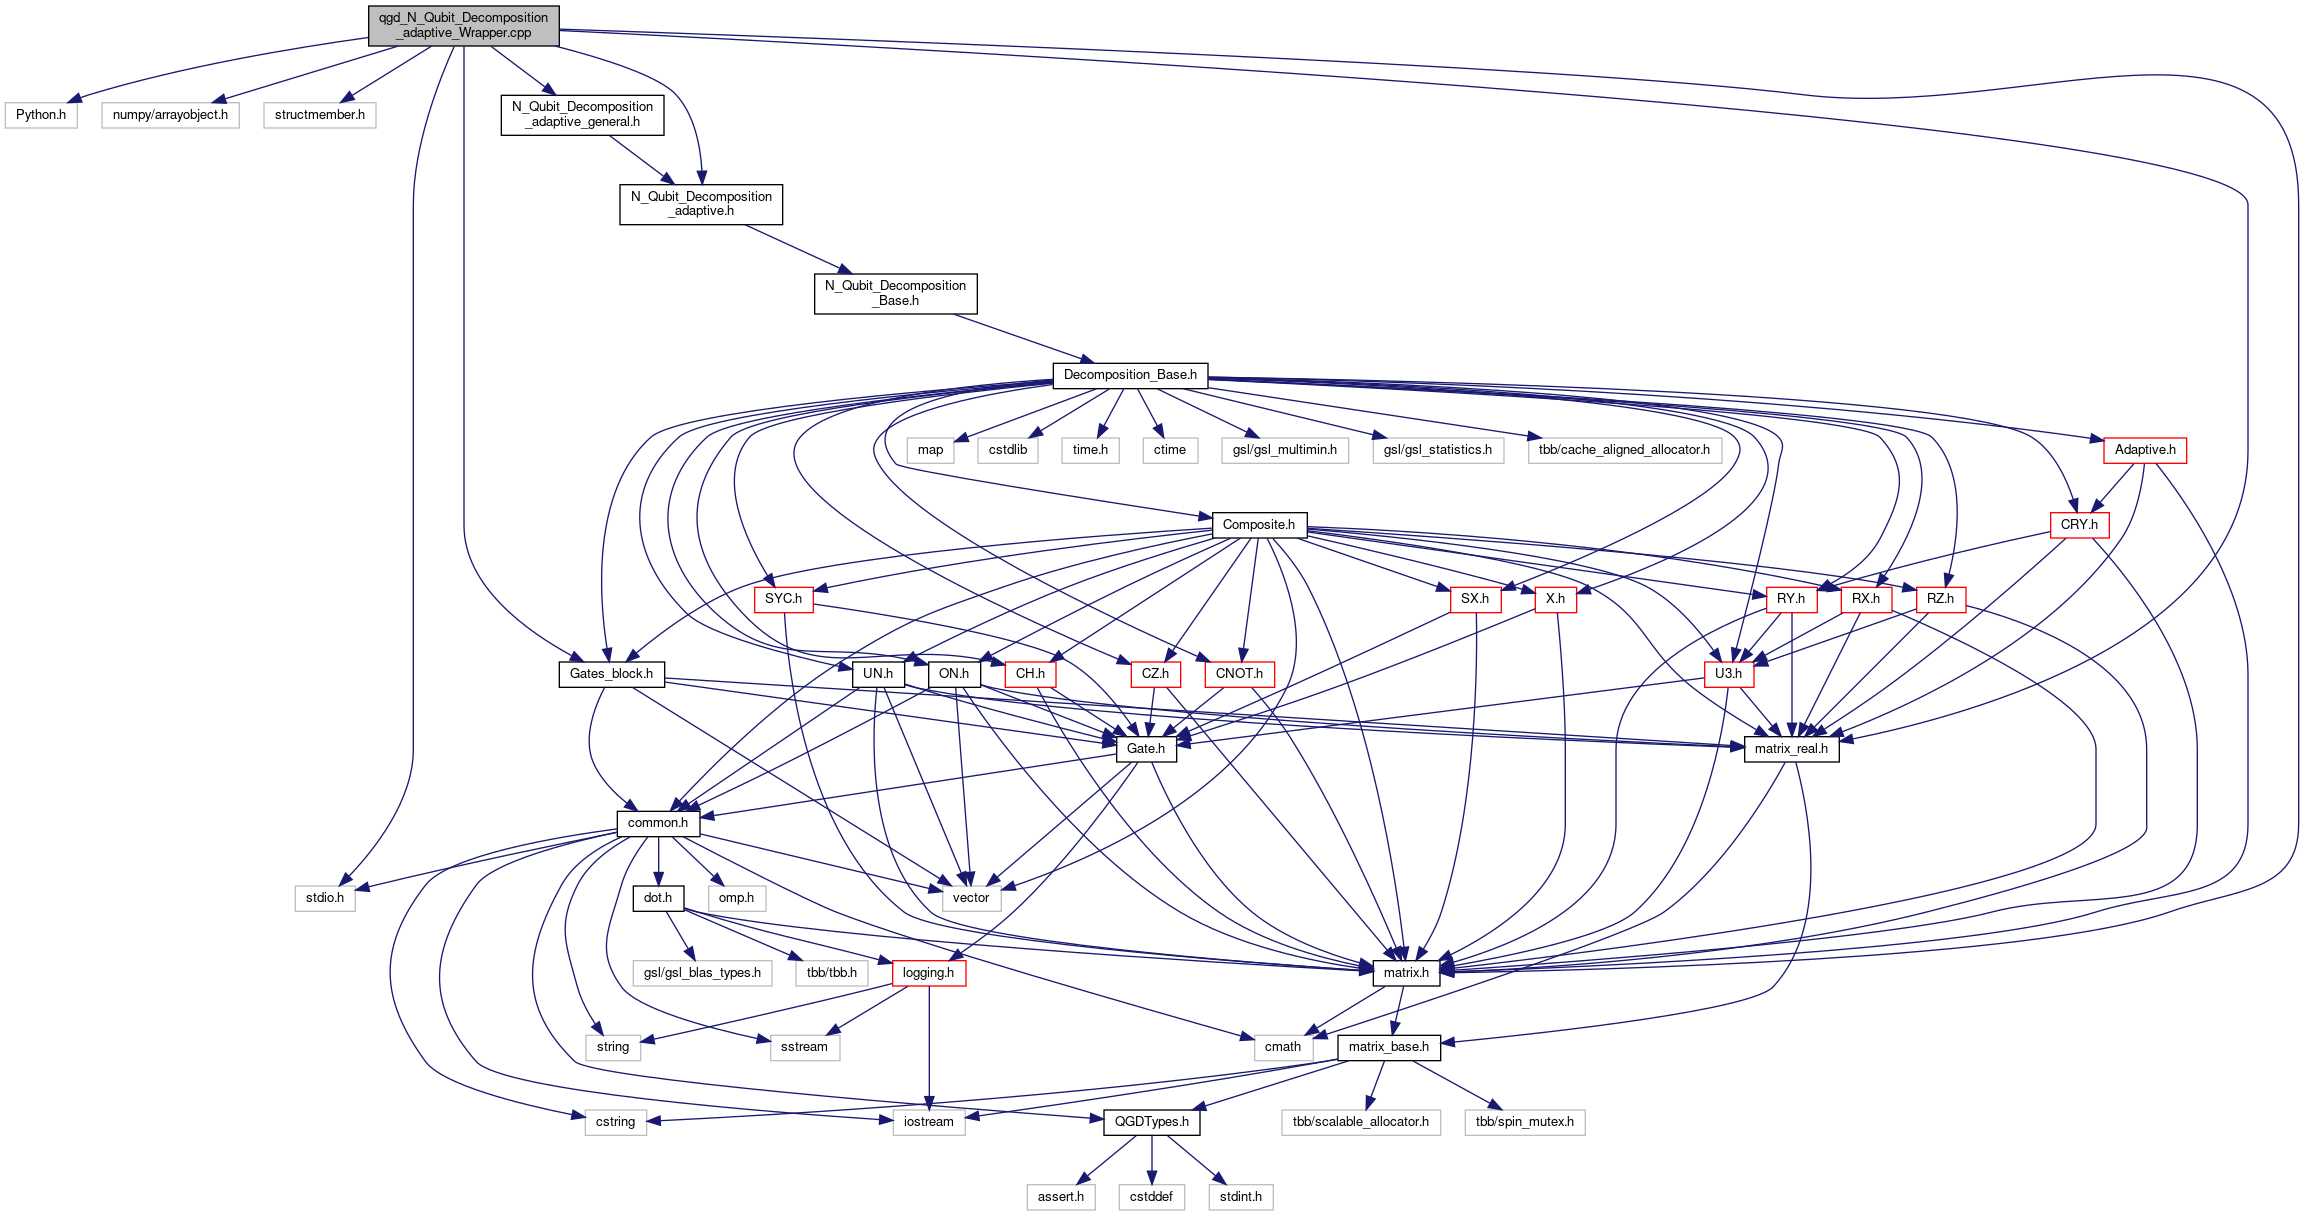 qgd_N_Qubit_Decomposition
_adaptive_Wrapper.cpp
Python.h
numpy/arrayobject.h
structmember.h
N_Qubit_Decomposition
_adaptive_general.h
N_Qubit_Decomposition
_adaptive.h
N_Qubit_Decomposition
_Base.h
Decomposition_Base.h
map
cstdlib
time.h
ctime
gsl/gsl_multimin.h
gsl/gsl_statistics.h
tbb/cache_aligned_allocator.h
Adaptive.h
Composite.h
CRY.h
SYC.h
SX.h
X.h
RY.h
RX.h
RZ.h
Gates_block.h
UN.h
ON.h
CH.h
CZ.h
CNOT.h
U3.h
Gate.h
matrix_real.h
common.h
stdio.h
dot.h
omp.h
vector
gsl/gsl_blas_types.h
tbb/tbb.h
logging.h
matrix.h
string
sstream
cmath
matrix_base.h
cstring
iostream
QGDTypes.h
tbb/scalable_allocator.h
tbb/spin_mutex.h
assert.h
cstddef
stdint.h